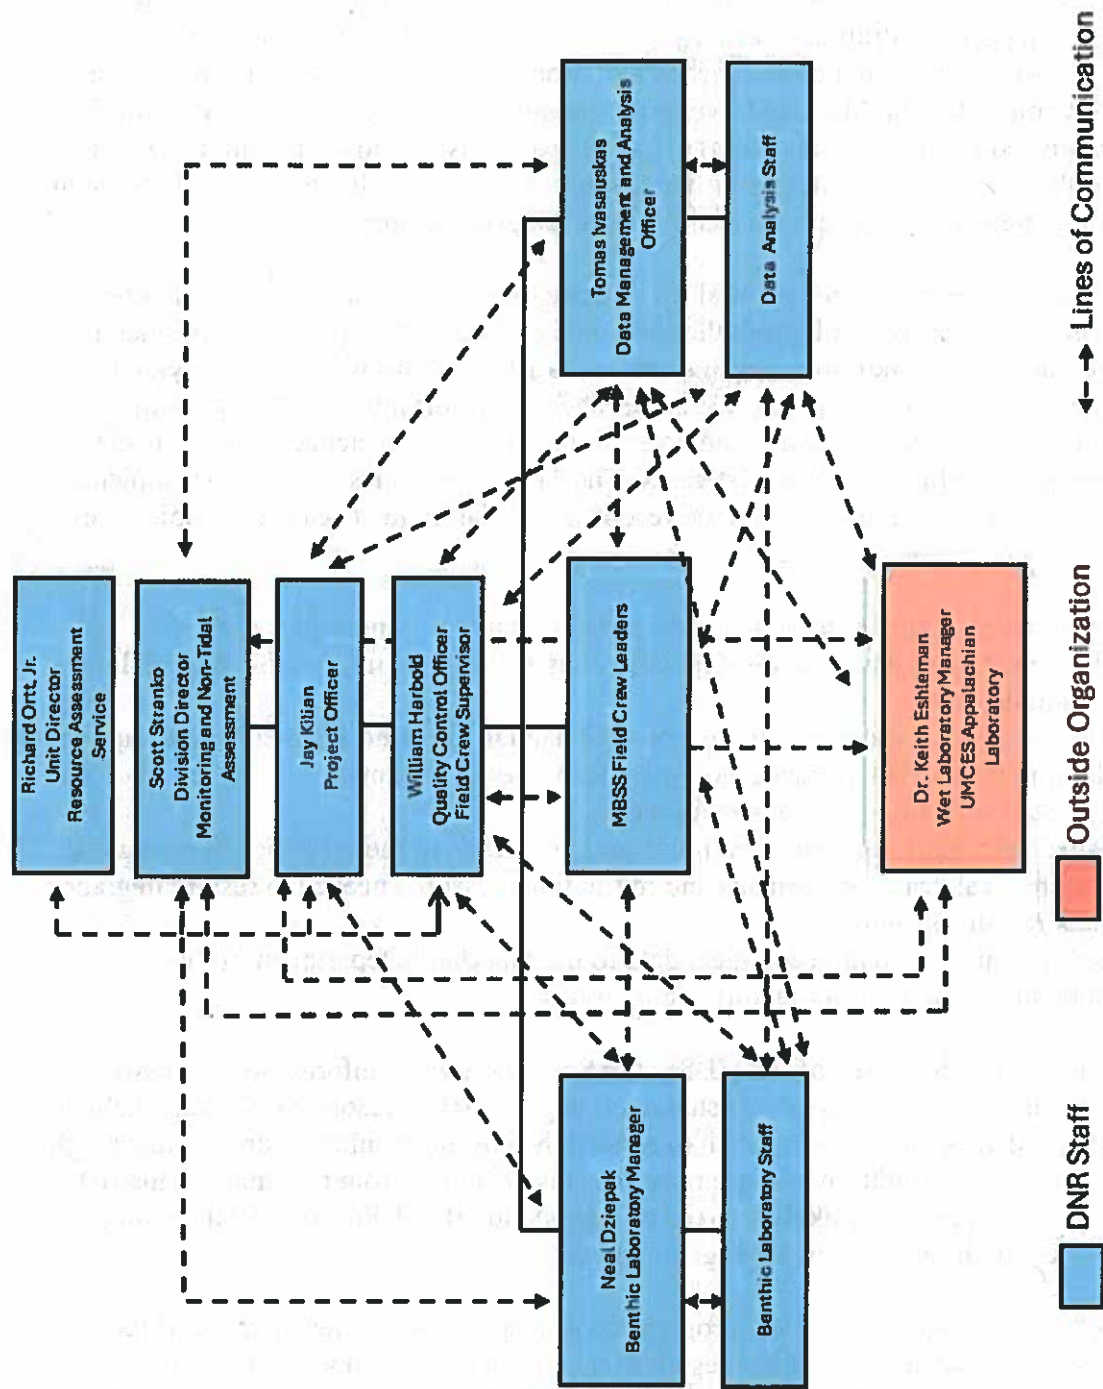 Richard Ortt, Jr.
Unit Director
Resource Assessment
Service
Scott Stranko
Division Director
Monitoring and Non-Tidal
Assessment
Jay Kilian
Project Officer
William Harbold
Quality Control Officer
Field Crew Supervisor
Neal Dziepak
Benthic Laboratory Manager
MBSS Field Crew Leaders
Tomas Ivasauskas
Data Management and Analysis
Officer
Benthic Laboratory Staff
Data Analysis Staff
Dr. Keith Eshleman
Wet Laboratory Manager
UMCES Appalachian
Laboratory
DNR Staff
Outside Organization
Lines of Communication